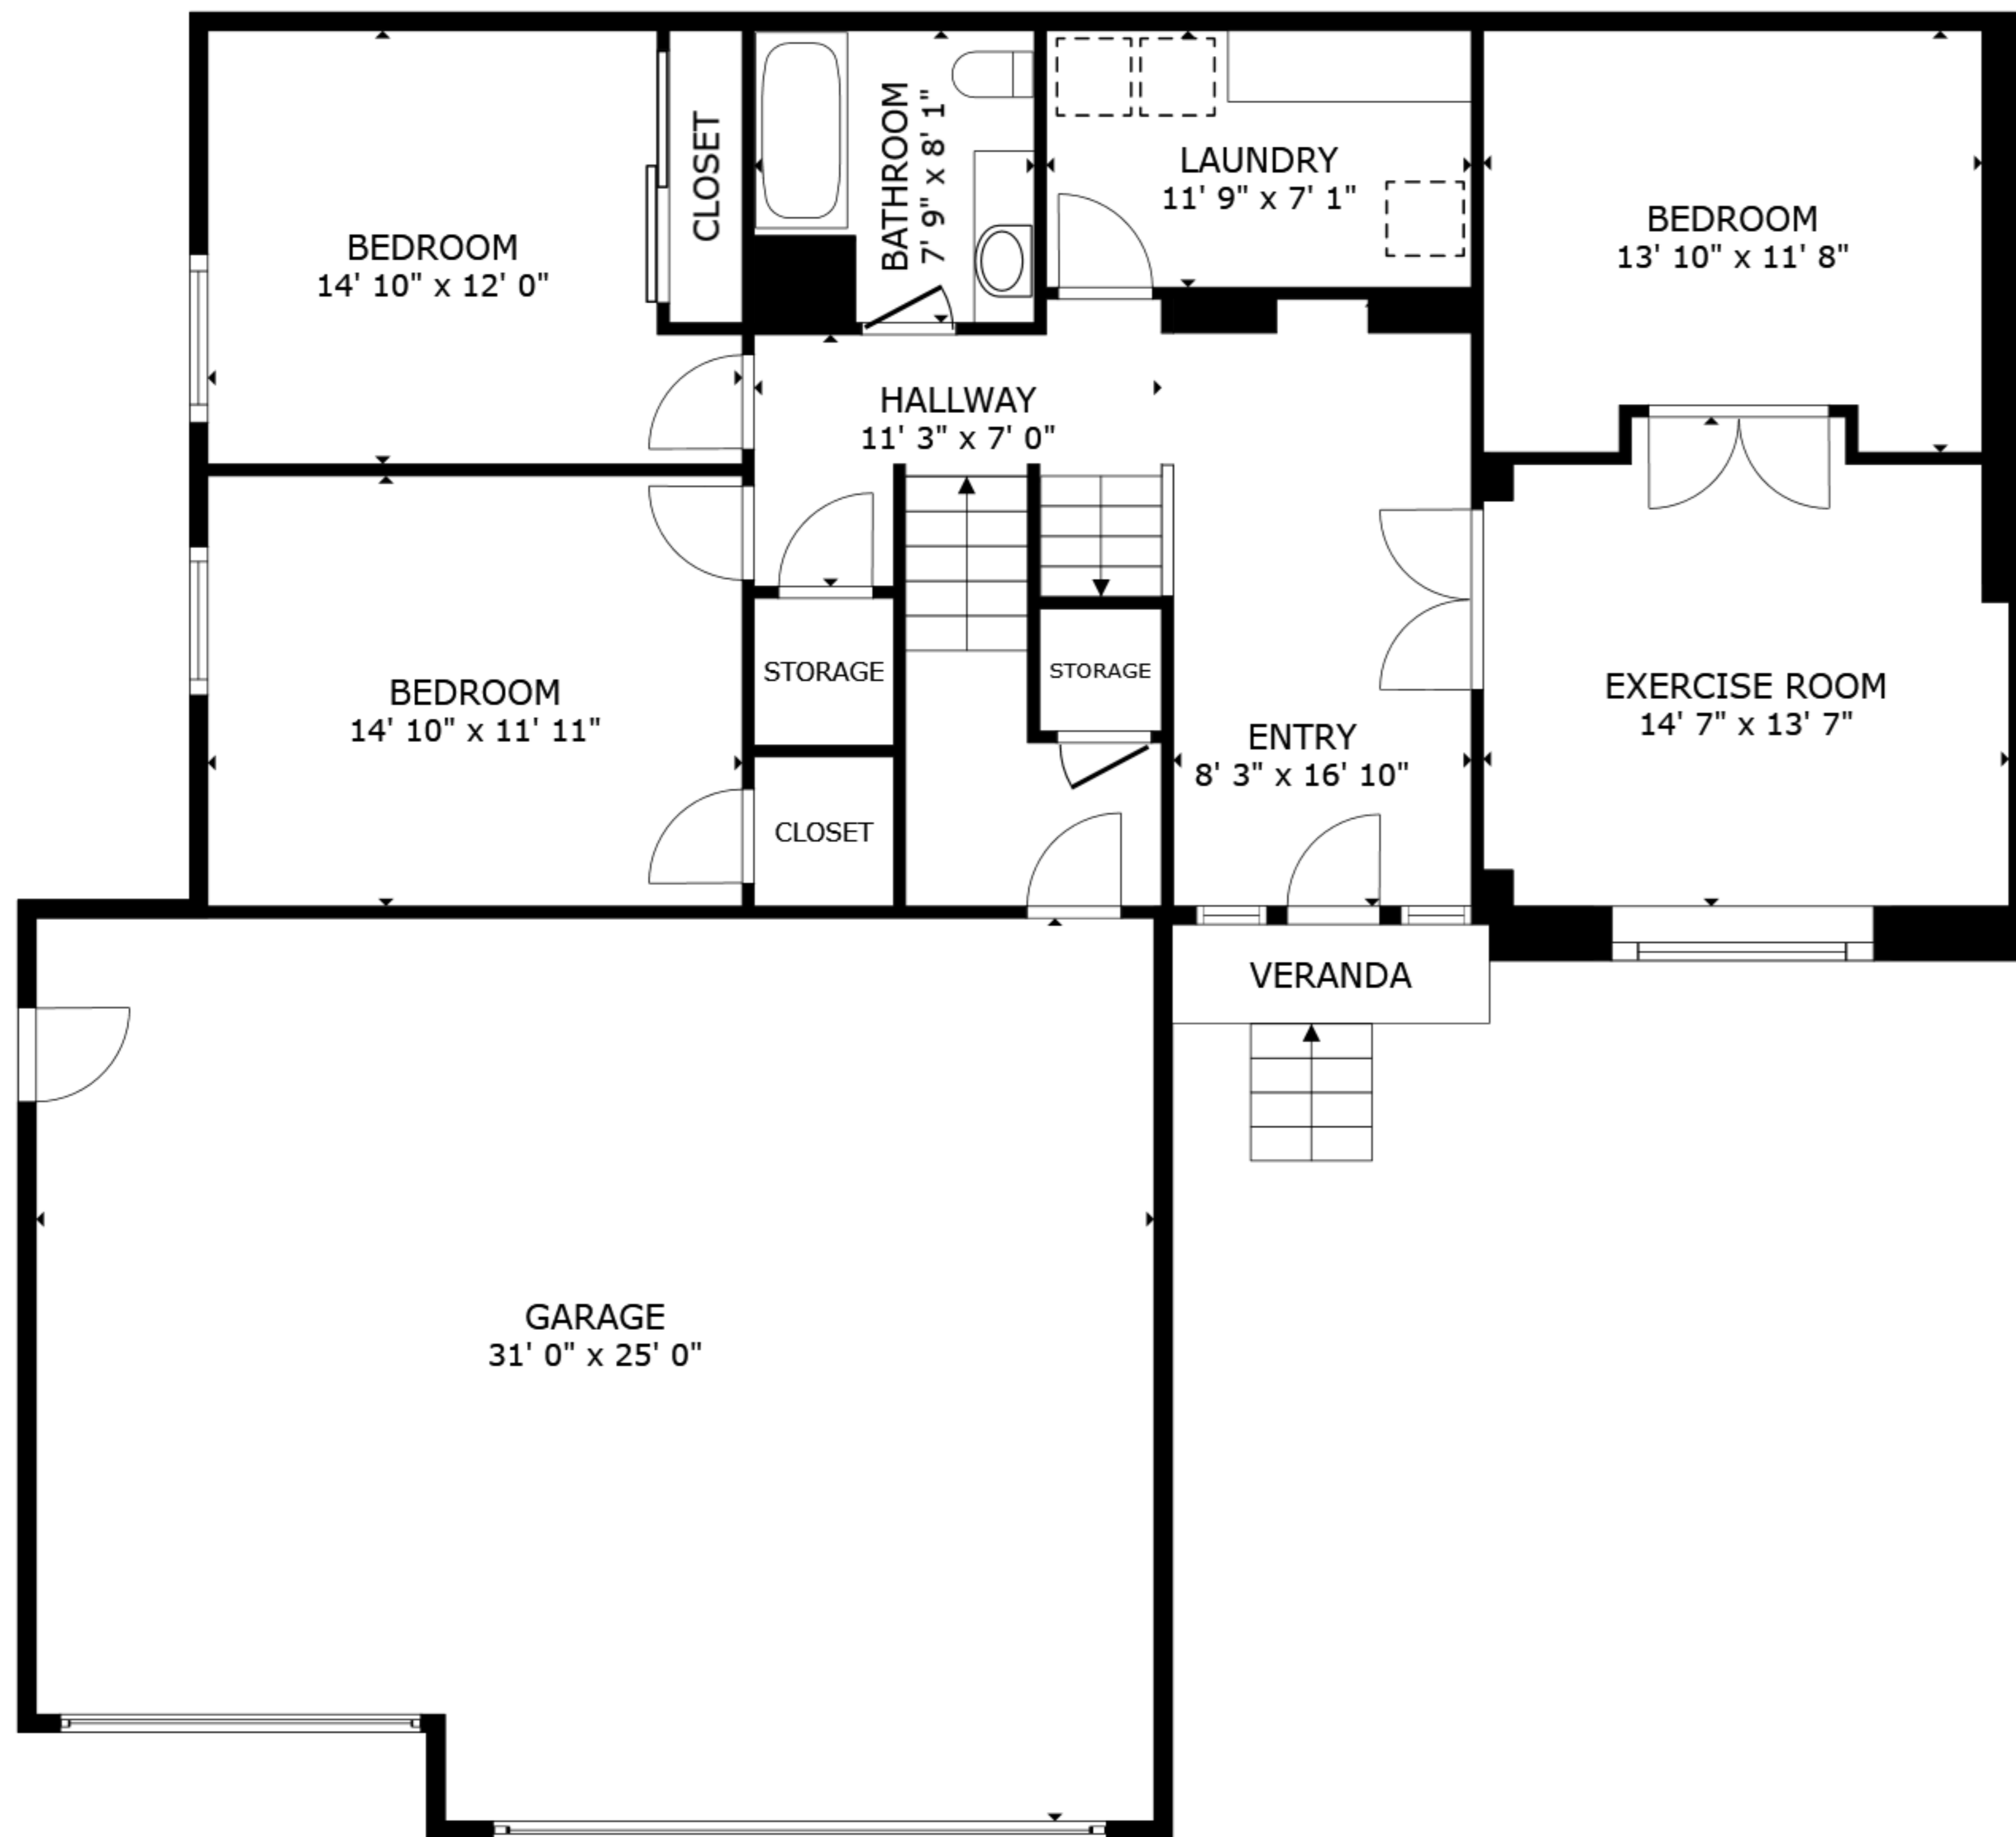 BEDROOM
14' 10" x 12' 0"
CLOSET
BATHROOM
7' 9" x 8' 1"
LAUNDRY
11' 9" x 7' 1"
BEDROOM
13' 10" x 11' 8"
HALLWAY
11' 3" x 7' 0"
BEDROOM
14' 10" x 11' 11"
STORAGE
STORAGE
EXERCISE ROOM
14' 7" x 13' 7"
ENTRY
8' 3" x 16' 10"
CLOSET
VERANDA
GARAGE
31' 0" x 25' 0"